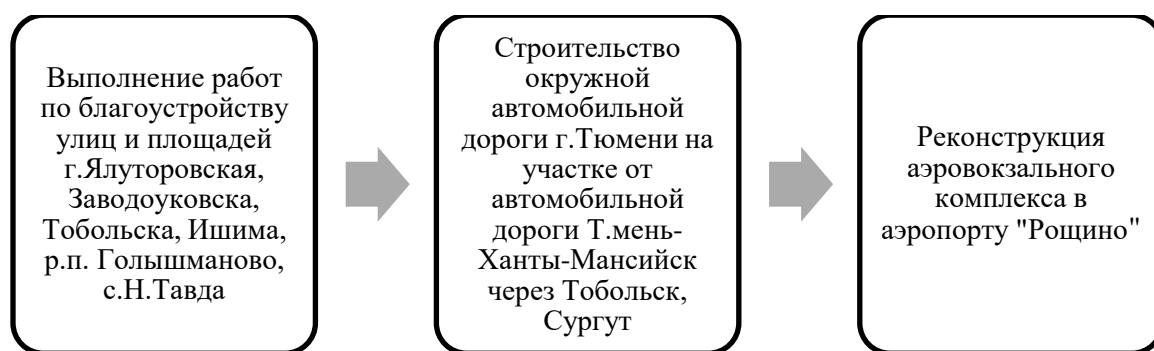 Выполнение работ
по благоустройству
улиц и площадей
г.Ялуторовская,
Заводоуковска,
Тобольска, Ишима,
р.п. Голышманово,
с.Н.Тавда
Строительство
окружной
автомобильной
дороги г.Тюмени на
участке от
автомобильной
дороги Т.мень-
Ханты-Мансийск
через Тобольск,
Сургут
Реконструкция
аэровокзального
комплекса в
аэропорту "Рощино"